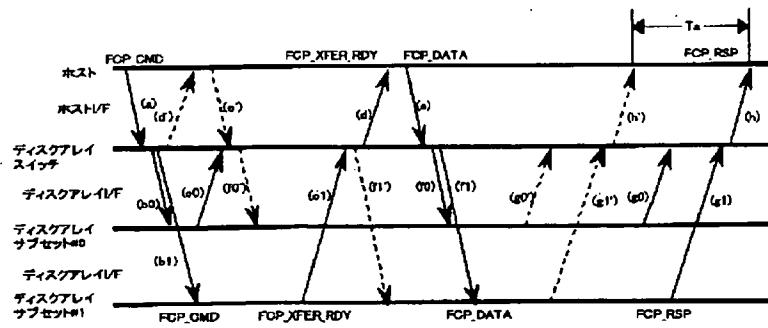 Ta
FCP_CMD
FCP_XFER_RDY
FCP_DATA
FCP_RSP
ホスト
ホストI/F
(a)
(d')
(e')
(d)
(e)
(h')
(h)
ディスクアレイ
スイッチ
ディスクアレイI/F
(b0)
(c0)
(f0')
(c1)
(f1')
(f0)
(f1)
(g0')
(g1')
(g0)
(g1)
ディスクアレイ
サブセット#0
ディスクアレイI/F
(b1)
ディスクアレイ
サブセット#1
FCP_CMD
FCP_XFER_RDY
FCP_DATA
FCP_RSP